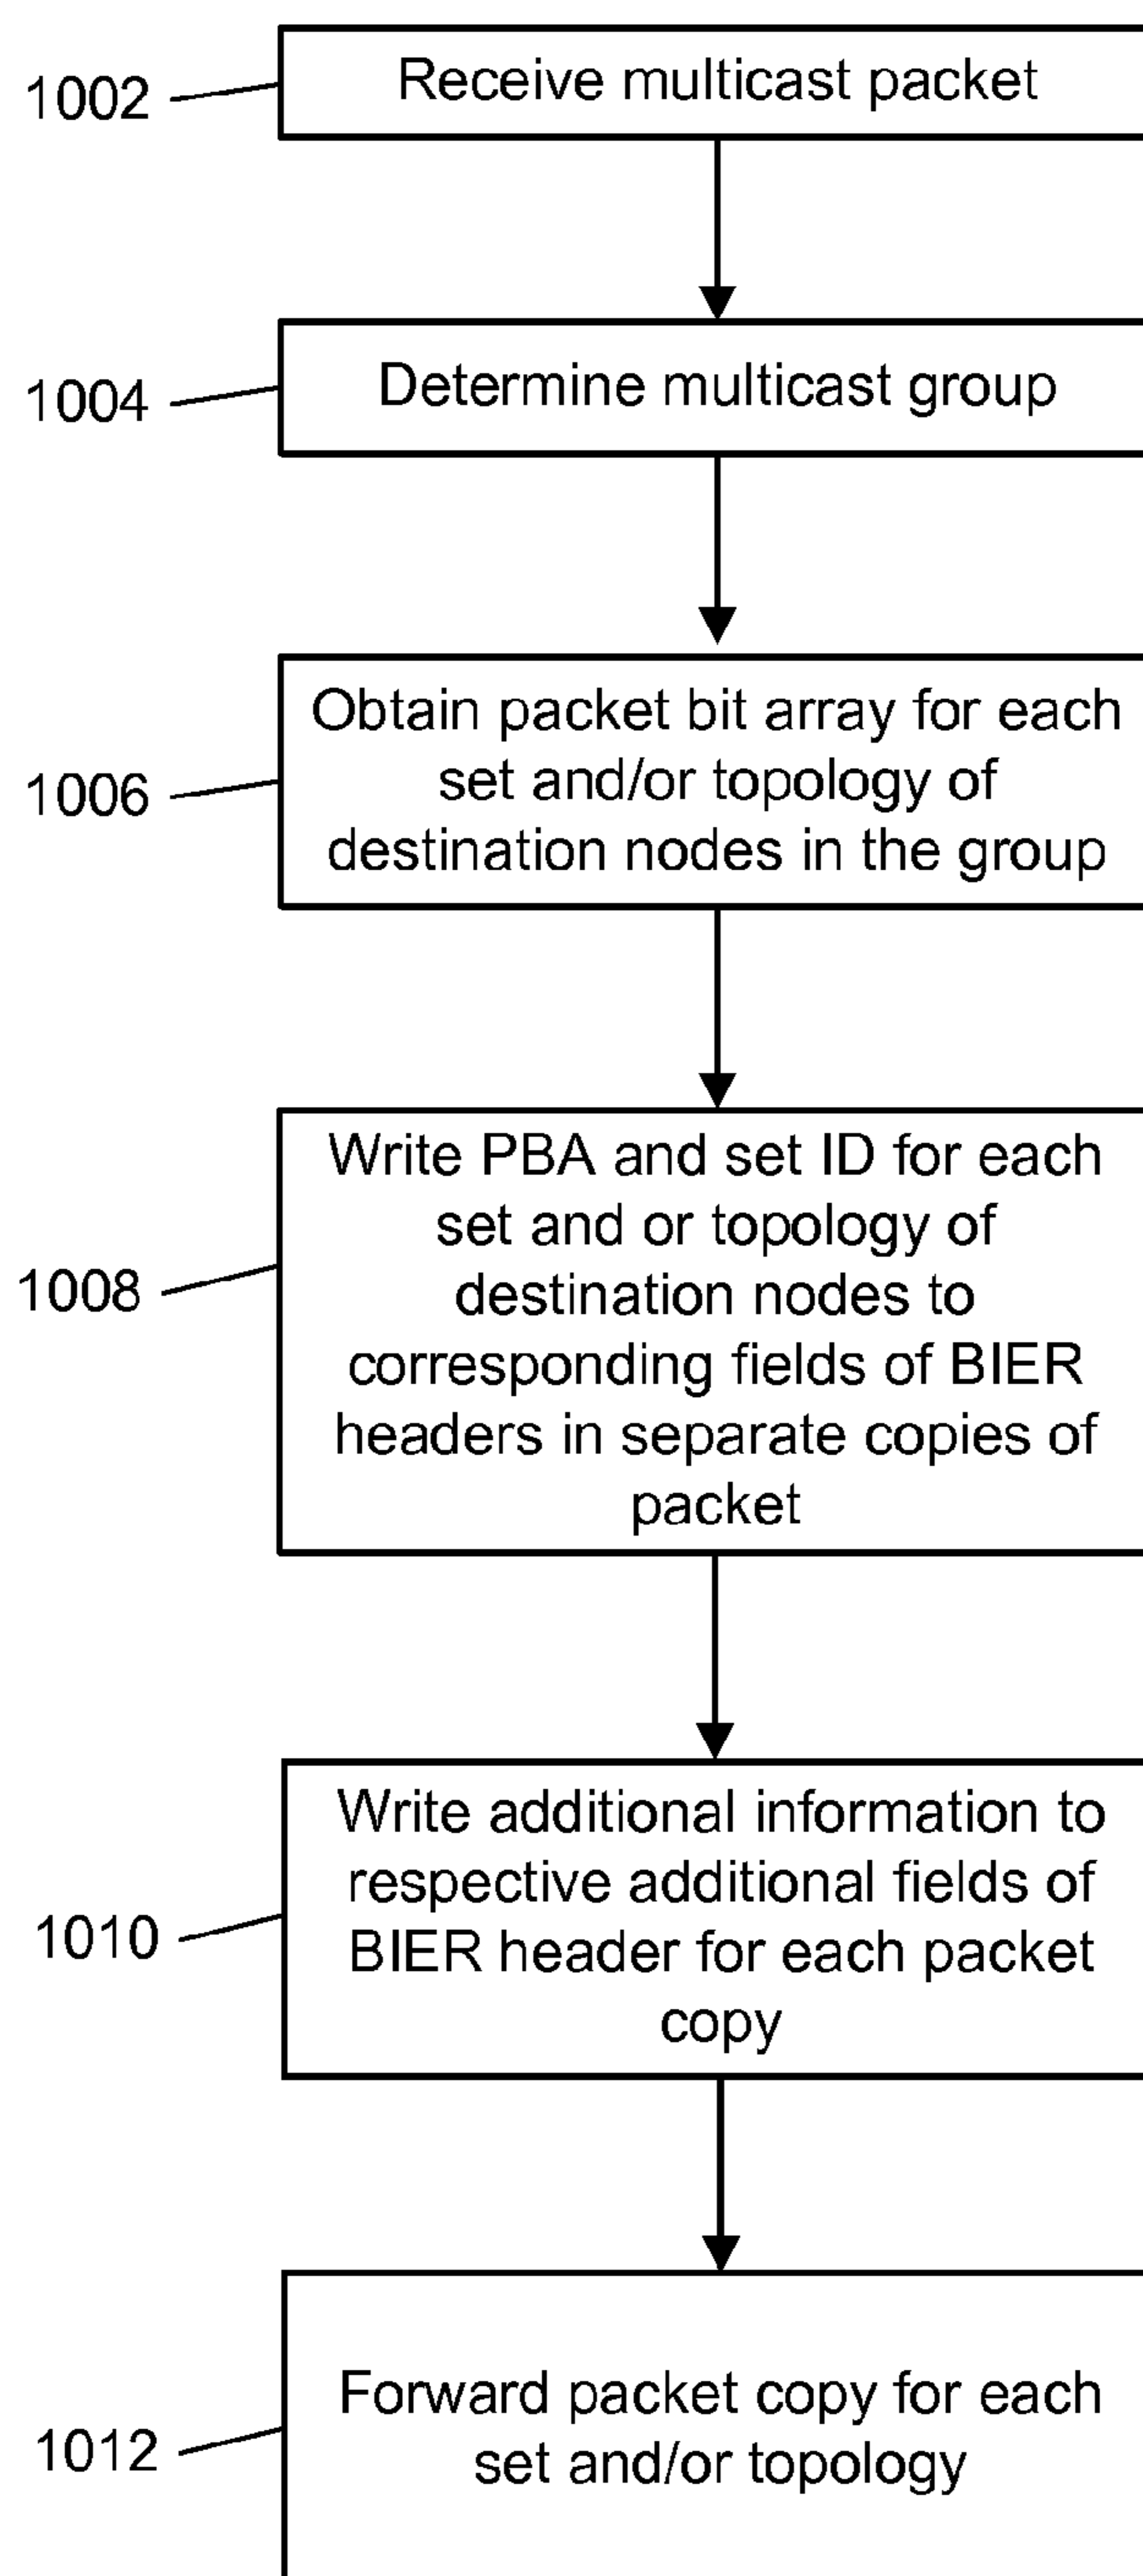 1002
Receive multicast packet
1004
Determine multicast group
1006
Obtain packet bit array for each
set and/or topology of
destination nodes in the group
1008
Write PBA and set ID for each
set and or topology of
destination nodes to
corresponding fields of BIER
headers in separate copies of
packet
1010
Write additional information to
respective additional fields of
BIER header for each packet
copy
1012
Forward packet copy for each
set and/or topology